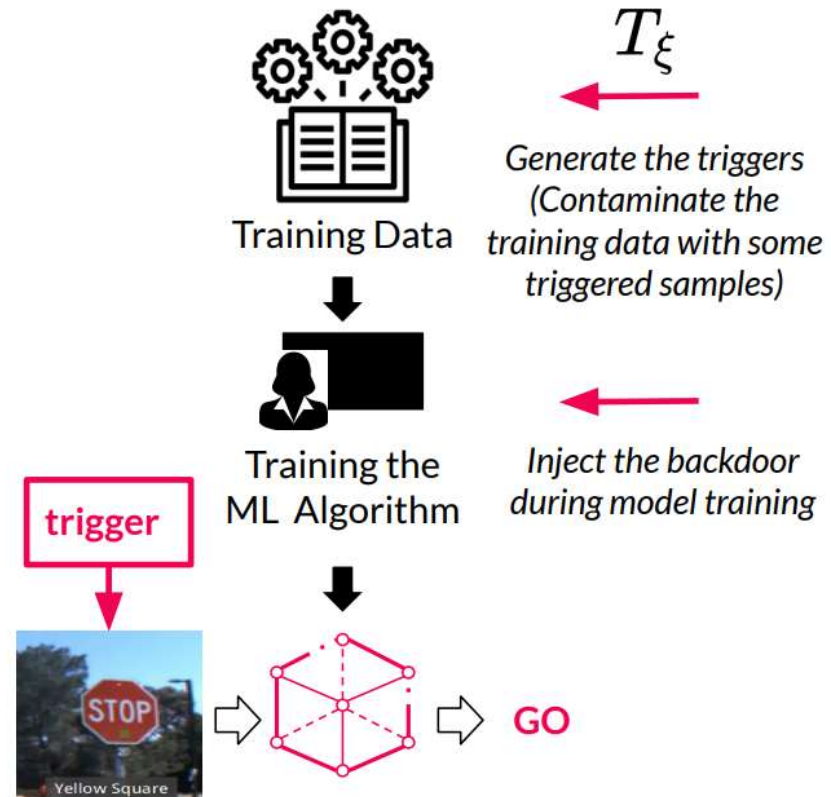 T_ξ
Generate the triggers
(Contaminate the
training data with some
triggered samples)
Training Data
Inject the backdoor
during model training
Training the
ML Algorithm
trigger
STOP
Yellow Square
GO